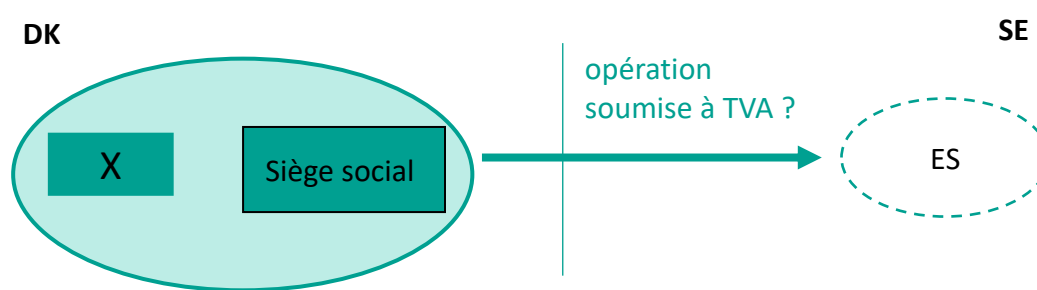 DK
SE
opération
soumise à TVA ?
X
Siège social
ES